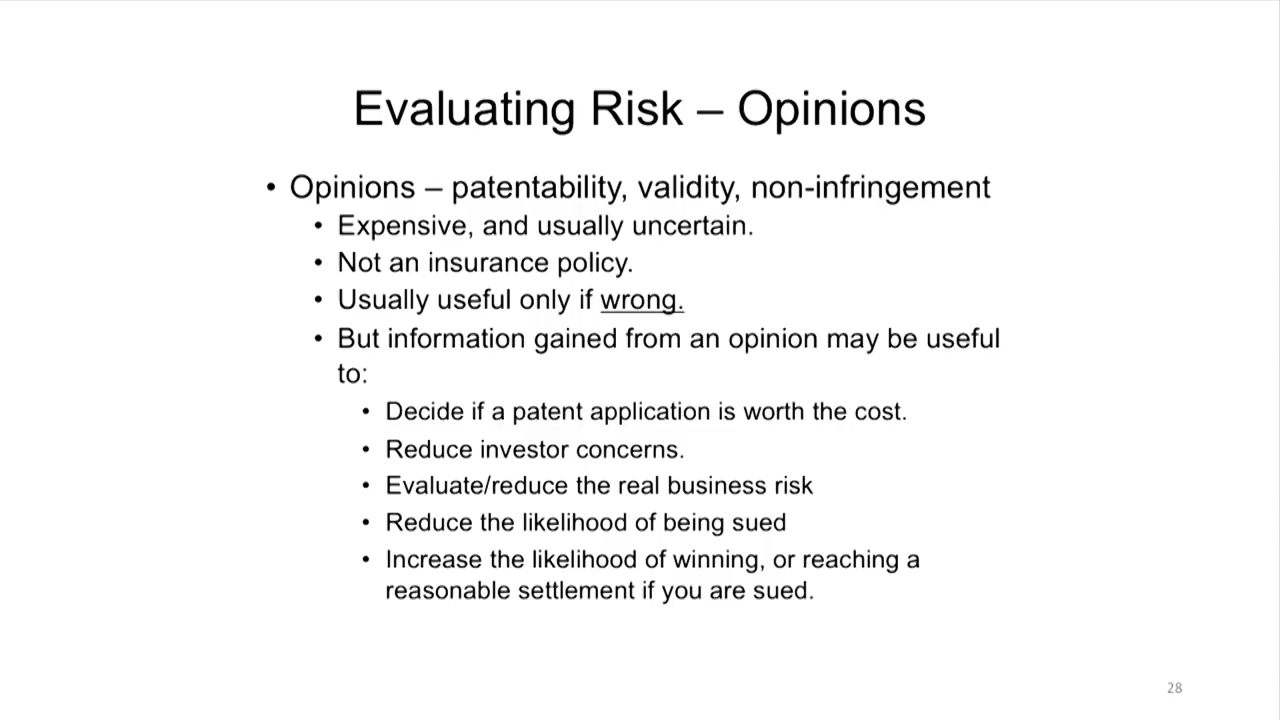 Evaluating Risk – Opinions
• Opinions – patentability, validity, non-infringement
• Expensive, and usually uncertain.
• Not an insurance policy.
• Usually useful only if wrong.
• But information gained from an opinion may be useful
to:
• Decide if a patent application is worth the cost.
• Reduce investor concerns.
• Evaluate/reduce the real business risk
• Reduce the likelihood of being sued
• Increase the likelihood of winning, or reaching a
reasonable settlement if you are sued.
28